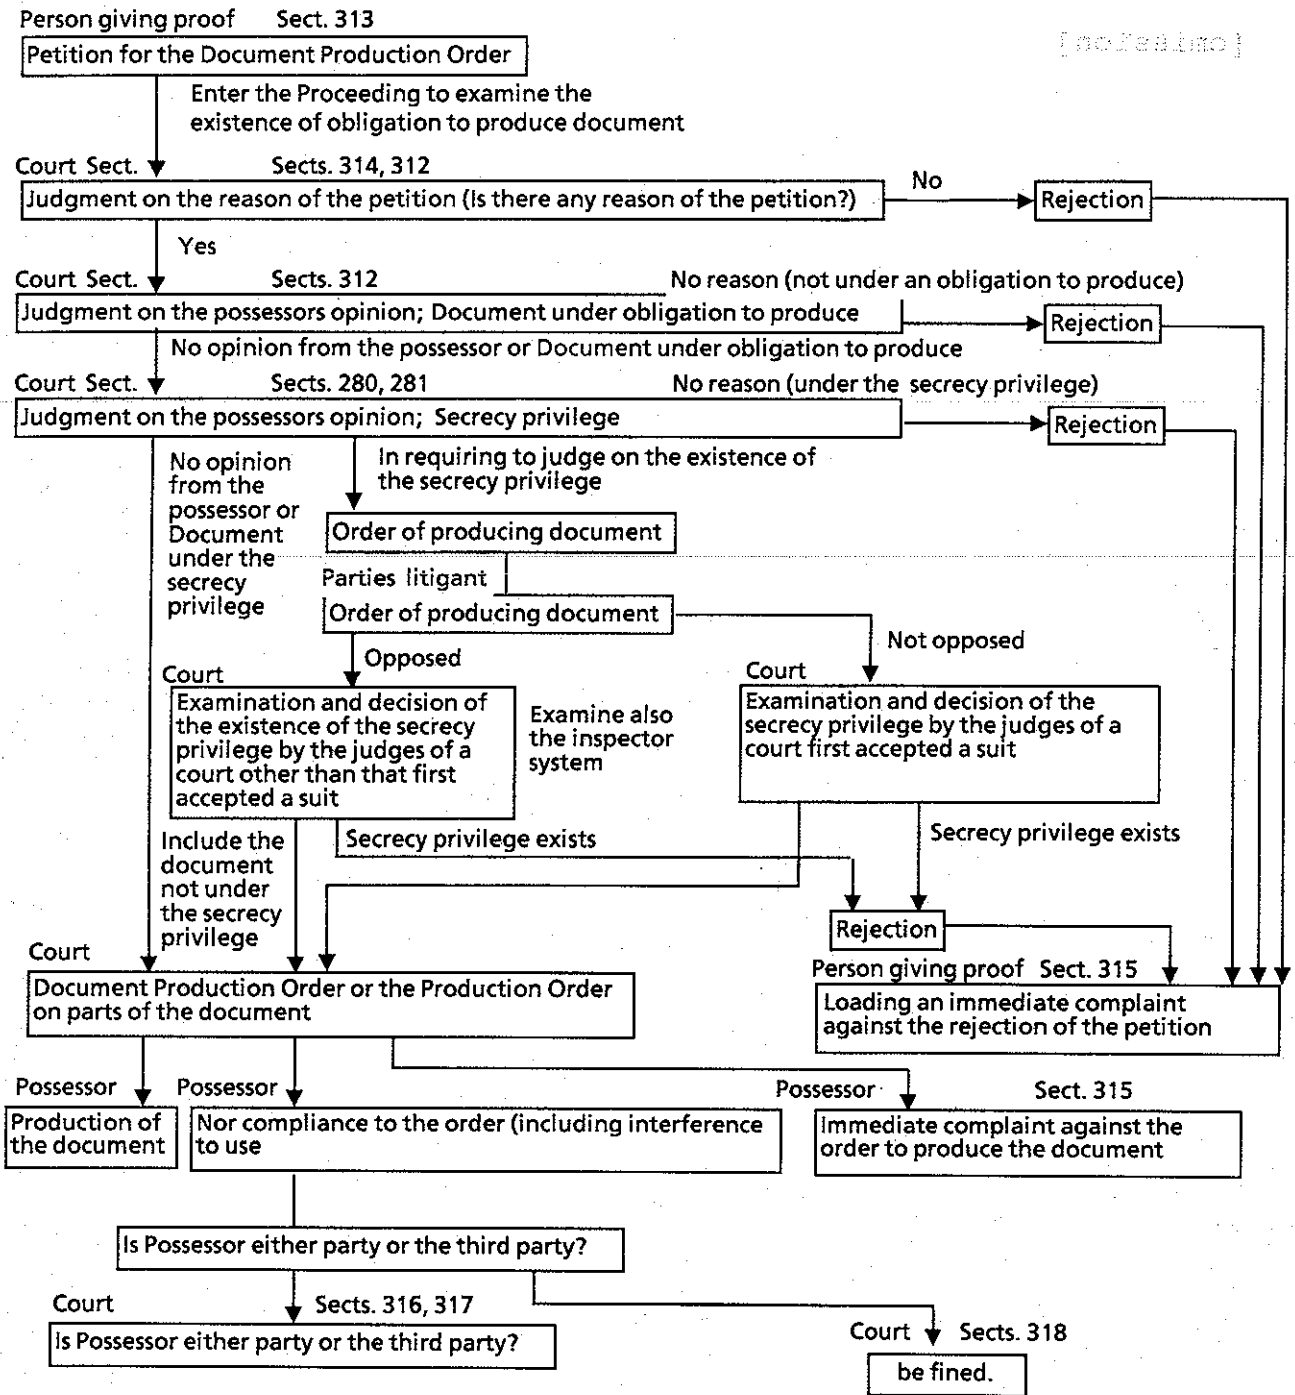 Person giving proof Sect. 313
[omission]
Petition for the Document Production Order
Enter the Proceeding to examine the
existence of obligation to produce document
Court Sect. Sects. 314, 312
Judgment on the reason of the petition (Is there any reason of the petition?)
No
Rejection
Yes
Court Sect. Sects. 312
No reason (not under an obligation to produce)
Judgment on the possessors opinion; Document under obligation to produce
Rejection
No opinion from the possessor or Document under obligation to produce
Court Sect. Sects. 280, 281
No reason (under the secrecy privilege)
Judgment on the possessors opinion; Secrecy privilege
Rejection
No opinion
from the
possessor or
Document
under the
secrecy
privilege
In requiring to judge on the existence of
the secrecy privilege
Order of producing document
Parties litigant
Order of producing document
Opposed
Not opposed
Court
Examination and decision of
the existence of the secrecy
privilege by the judges of a
court other than that first
accepted a suit
Examine also
the inspector
system
Court
Examination and decision of the
secrecy privilege by the judges of a
court first accepted a suit
Include the
document
not under
the secrecy
privilege
Secrecy privilege exists
Secrecy privilege exists
Rejection
Court
Document Production Order or the Production Order
on parts of the document
Person giving proof Sect. 315
Loading an immediate complaint
against the rejection of the petition
Possessor
Production of
the document
Possessor
Nor compliance to the order (including interference
to use
Possessor Sect. 315
Immediate complaint against the
order to produce the document
Is Possessor either party or the third party?
Court Sects. 316, 317
Is Possessor either party or the third party?
Court Sects. 318
be fined.